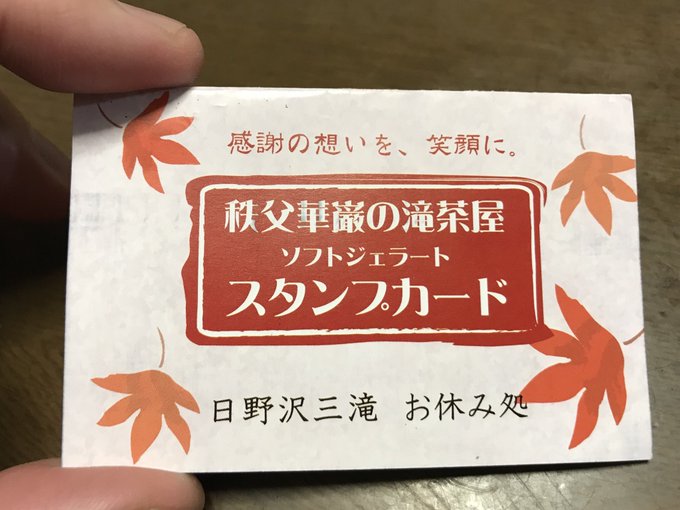 感謝の想いを、笑顔に。
秩父華厳の滝茶屋
ソフトジェラート
スタンプカード
日野沢三滝 お休み処